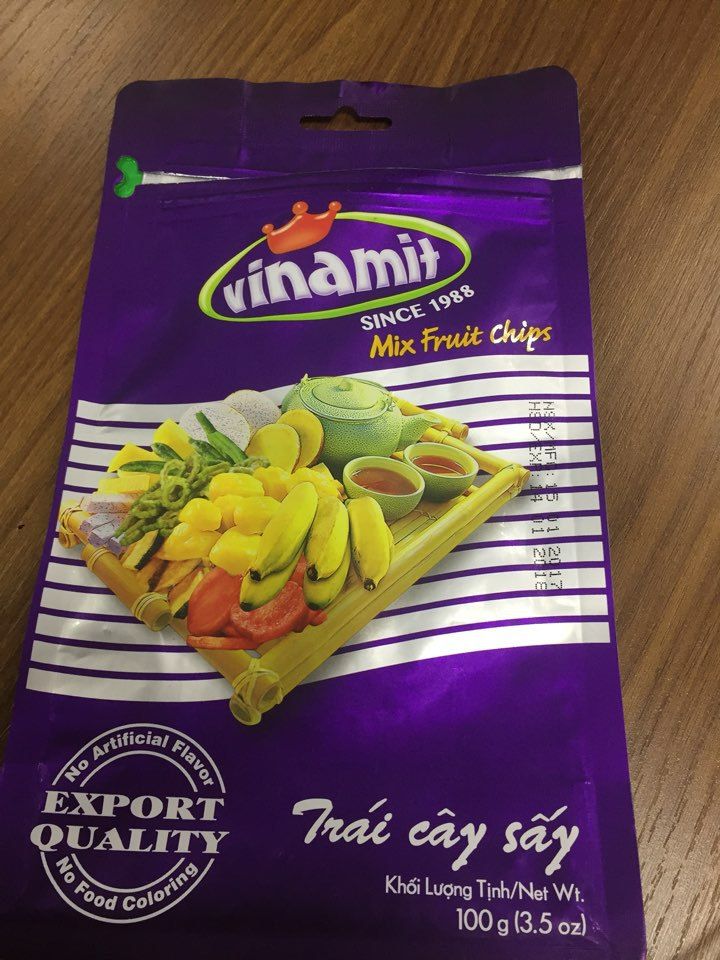 vinamit
SINCE 1988
Mix Fruit Chips
NSX/MFG: 15 01 2017
HSD/EXP: 14 01 2018
No Artificial Flavor
EXPORT
QUALITY
No Food Coloring
Trái cây sấy
Khối Lượng Tịnh/Net Wt.
100 g (3.5 oz)